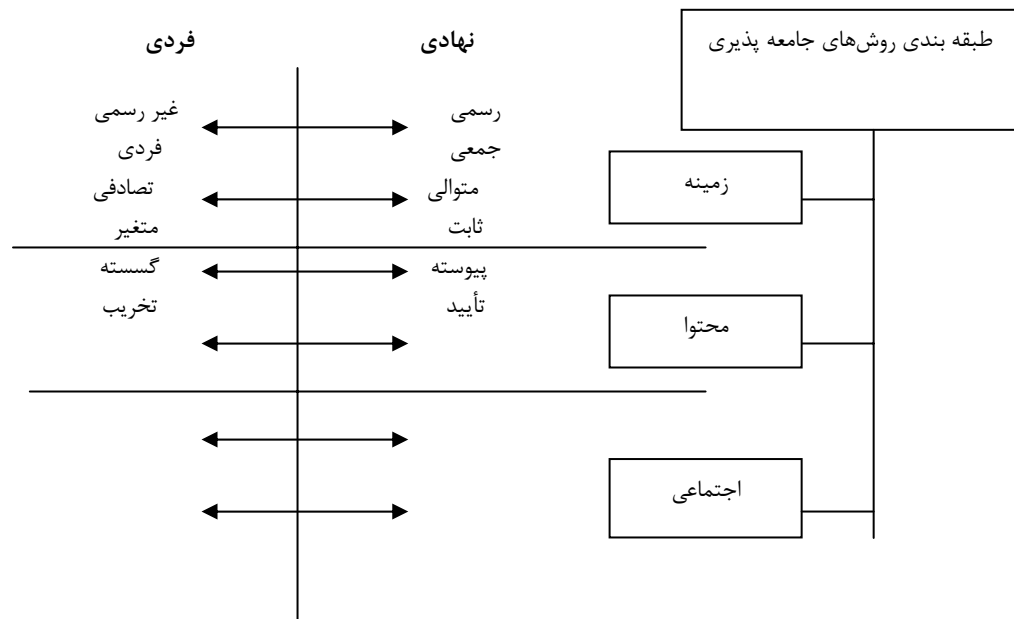 طبقه بندی روش‌های جامعه پذیری
نهادی
فردی
رسمی
غیر رسمی
جمعی
فردی
متوالی
تصادفی
ثابت
متغیر
پیوسته
گسسته
تأیید
تخریب
زمینه
محتوا
اجتماعی